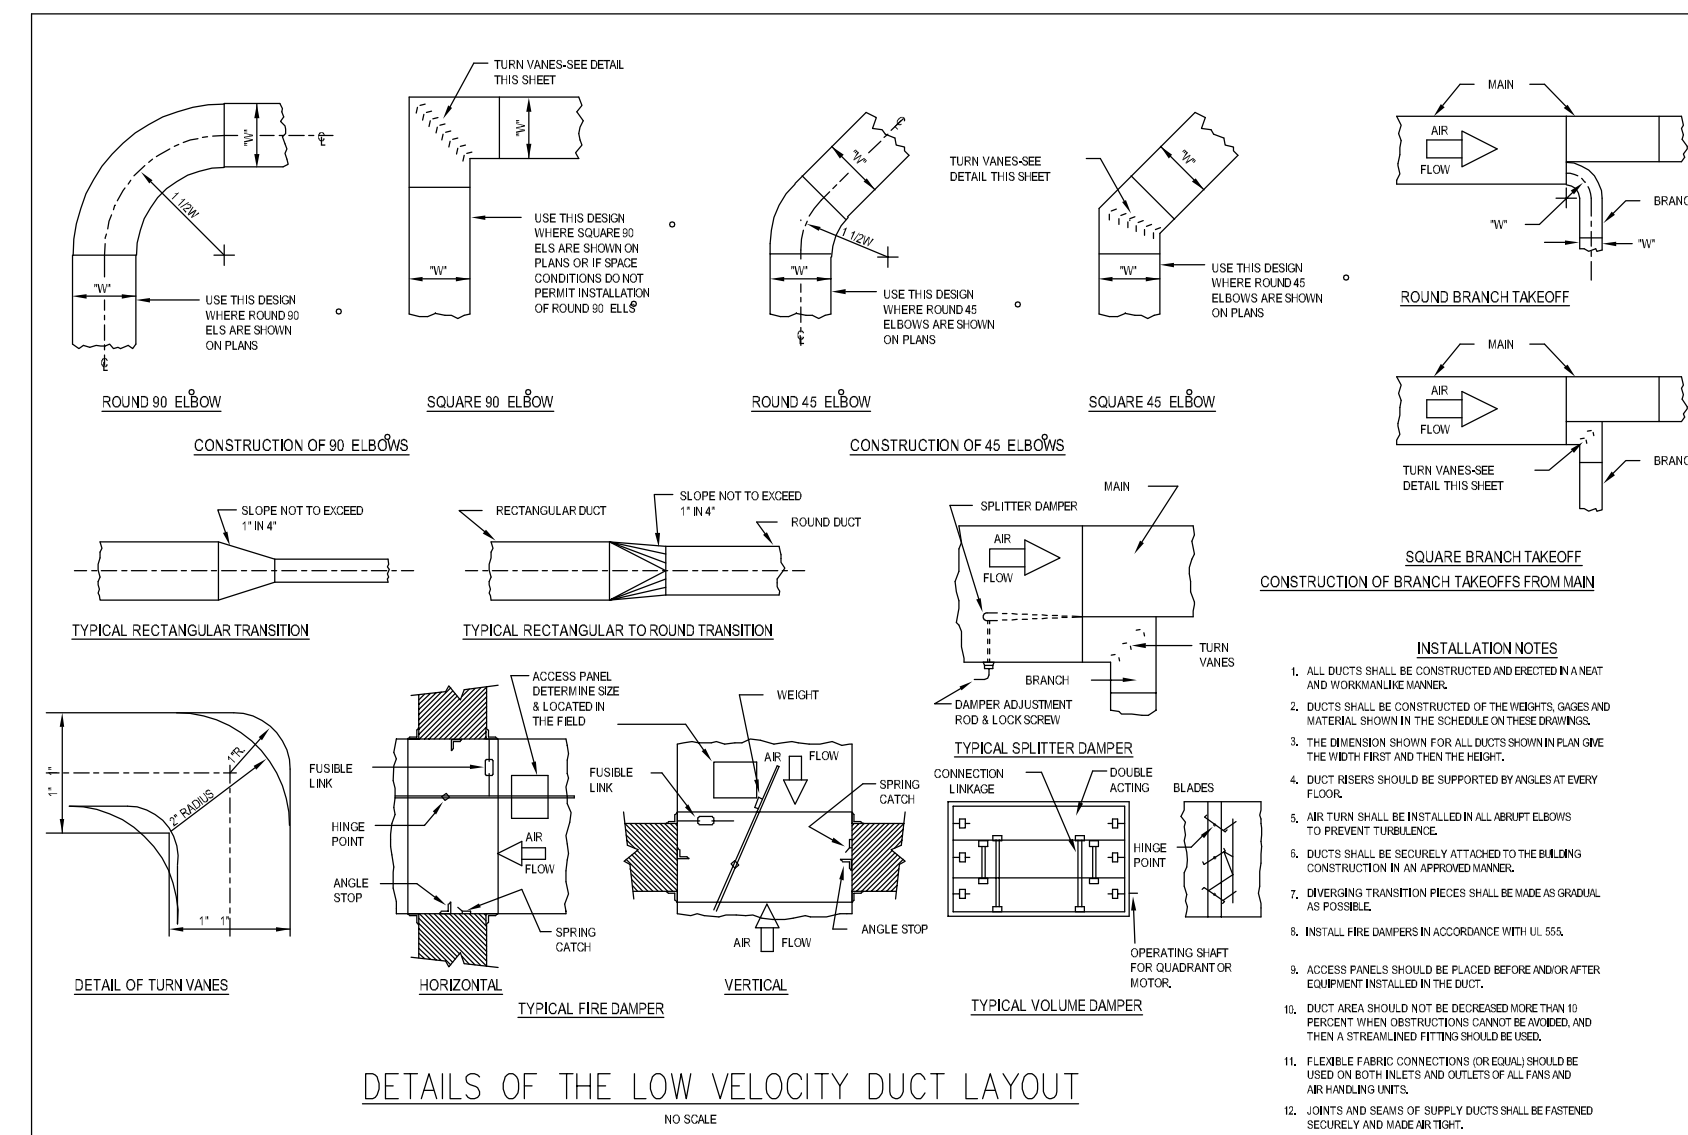 TURN VANES-SEE DETAIL
THIS SHEET
"W"
℄
1 1/2W
"W"
USE THIS DESIGN
WHERE ROUND 90
ELS ARE SHOWN
ON PLANS
℄
ROUND 90° ELBOW
"W"
"W"
USE THIS DESIGN
WHERE SQUARE 90
ELS ARE SHOWN ON
PLANS OR IF SPACE
CONDITIONS DO NOT
PERMIT INSTALLATION
OF ROUND 90 ELLS
SQUARE 90° ELBOW
CONSTRUCTION OF 90° ELBOWS
℄
"W"
1 1/2W
"W"
USE THIS DESIGN
WHERE ROUND 45
ELBOWS ARE SHOWN
ON PLANS
℄
ROUND 45° ELBOW
TURN VANES-SEE
DETAIL THIS SHEET
"W"
"W"
USE THIS DESIGN
WHERE ROUND 45
ELBOWS ARE SHOWN
ON PLANS
SQUARE 45° ELBOW
CONSTRUCTION OF 45° ELBOWS
MAIN
AIR
FLOW
"W"
"W"
ROUND BRANCH TAKEOFF
MAIN
AIR
FLOW
TURN VANES-SEE
DETAIL THIS SHEET
SQUARE BRANCH TAKEOFF
CONSTRUCTION OF BRANCH TAKEOFFS FROM MAIN
SLOPE NOT TO EXCEED
1" IN 4"
TYPICAL RECTANGULAR TRANSITION
RECTANGULAR DUCT
SLOPE NOT TO EXCEED
1" IN 4"
ROUND DUCT
TYPICAL RECTANGULAR TO ROUND TRANSITION
MAIN
SPLITTER DAMPER
AIR
FLOW
TURN
VANES
BRANCH
DAMPER ADJUSTMENT
ROD & LOCK SCREW
TYPICAL SPLITTER DAMPER
1" 1"
1"R.
2" RADIUS
1" 1"
DETAIL OF TURN VANES
ACCESS PANEL
DETERMINE SIZE
& LOCATED IN
THE FIELD
FUSIBLE
LINK
HINGE
POINT
AIR
FLOW
ANGLE
STOP
SPRING
CATCH
HORIZONTAL
WEIGHT
AIR
FLOW
FUSIBLE
LINK
SPRING
CATCH
ANGLE STOP
AIR
FLOW
VERTICAL
TYPICAL FIRE DAMPER
CONNECTION
LINKAGE
DOUBLE
ACTING
BLADES
HINGE
POINT
OPERATING SHAFT
FOR QUADRANT OR
MOTOR.
TYPICAL VOLUME DAMPER
INSTALLATION NOTES
1. ALL DUCTS SHALL BE CONSTRUCTED AND ERECTED IN A NEAT
AND WORKMANLIKE MANNER.
2. DUCTS SHALL BE CONSTRUCTED OF THE WEIGHTS, GAGES AND
MATERIAL SHOWN IN THE SCHEDULE ON THESE DRAWINGS.
3. THE DIMENSION SHOWN FOR ALL DUCTS SHOWN IN PLAN GIVE
THE WIDTH FIRST AND THEN THE HEIGHT.
4. DUCT RISERS SHOULD BE SUPPORTED BY ANGLES AT EVERY
FLOOR.
5. AIR TURN SHALL BE INSTALLED IN ALL ABRUPT ELBOWS
TO PREVENT TURBULENCE.
6. DUCTS SHALL BE SECURELY ATTACHED TO THE BUILDING
CONSTRUCTION IN AN APPROVED MANNER.
7. DIVERGING TRANSITION PIECES SHALL BE MADE AS GRADUAL
AS POSSIBLE.
8. INSTALL FIRE DAMPERS IN ACCORDANCE WITH UL 555.
9. ACCESS PANELS SHOULD BE PLACED BEFORE AND/OR AFTER
EQUIPMENT INSTALLED IN THE DUCT.
10. DUCT AREA SHOULD NOT BE DECREASED MORE THAN 10
PERCENT WHEN OBSTRUCTIONS CANNOT BE AVOIDED, AND
THEN A STREAMLINED FITTING SHOULD BE USED.
11. FLEXIBLE FABRIC CONNECTIONS (OR EQUAL) SHOULD BE
USED ON BOTH INLETS AND OUTLETS OF ALL FANS AND
AIR HANDLING UNITS.
12. JOINTS AND SEAMS OF SUPPLY DUCTS SHALL BE FASTENED
SECURELY AND MADE AIR TIGHT.
DETAILS OF THE LOW VELOCITY DUCT LAYOUT
NO SCALE